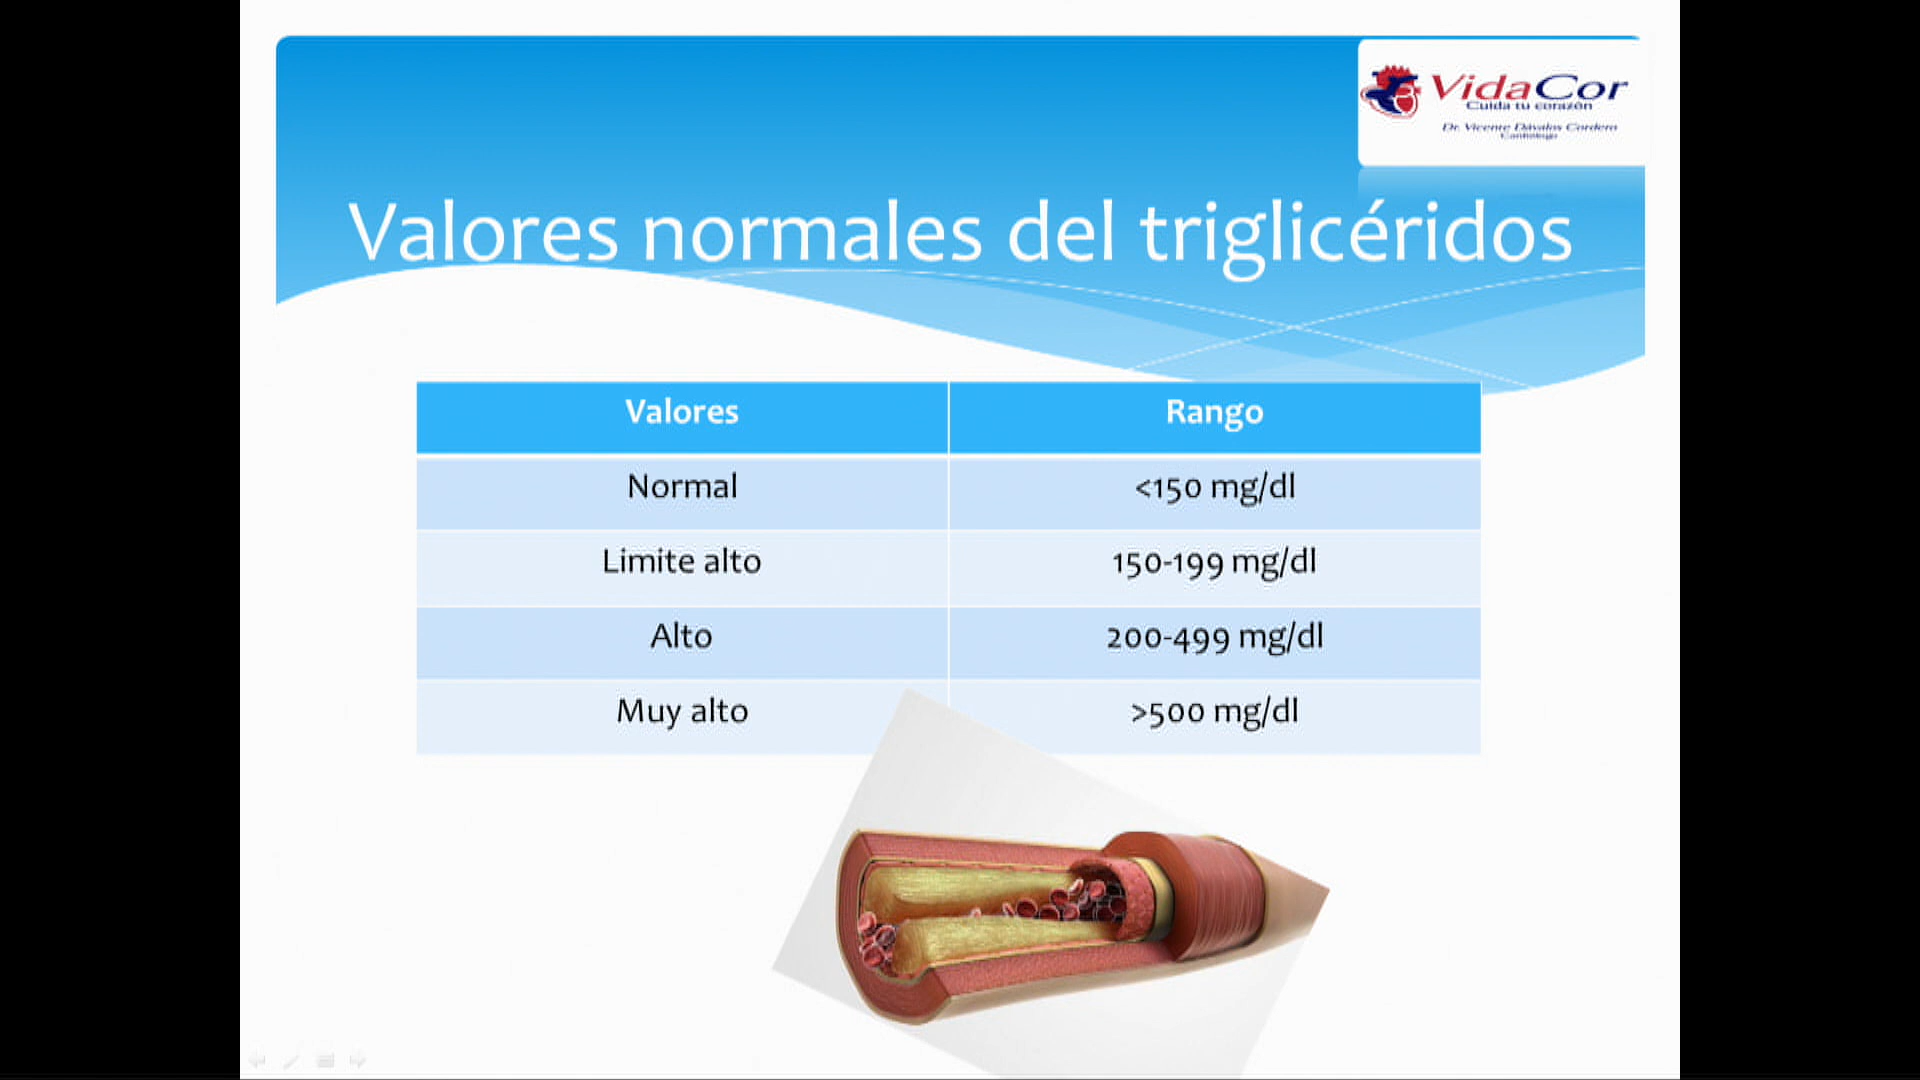 VidaCor
Cuida tu corazón
Dr. Vicente Dávalos Cordero
Cardiólogo
Valores normales del triglicéridos
Valores Rango
Normal <150 mg/dl
Limite alto 150-199 mg/dl
Alto 200-499 mg/dl
Muy alto >500 mg/dl